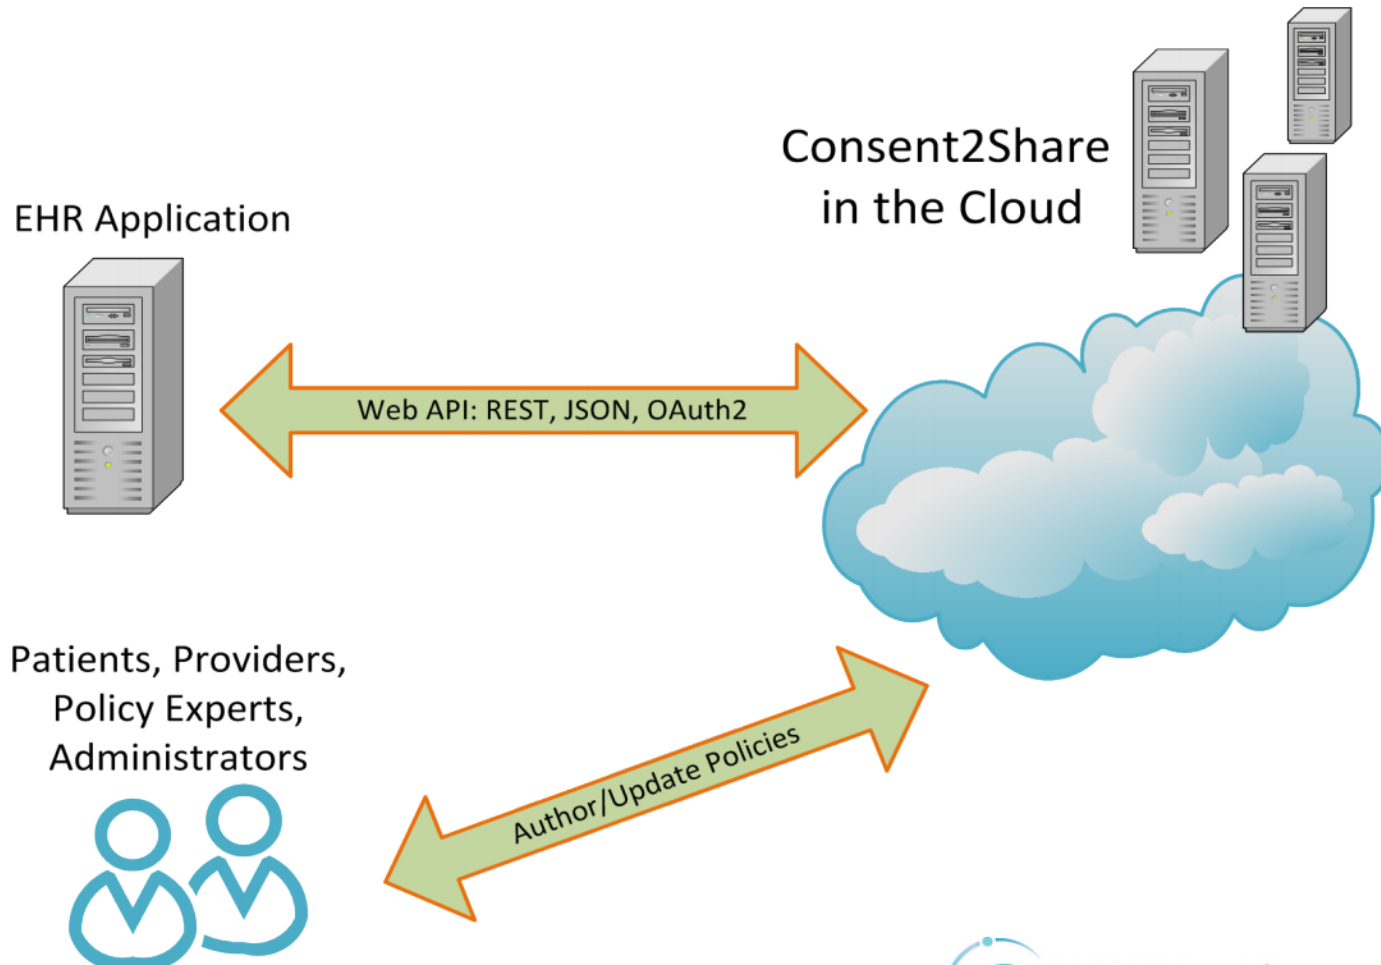 Consent2Share
in the Cloud
EHR Application
Web API: REST, JSON, OAuth2
Patients, Providers,
Policy Experts,
Administrators
Author/Update Policies